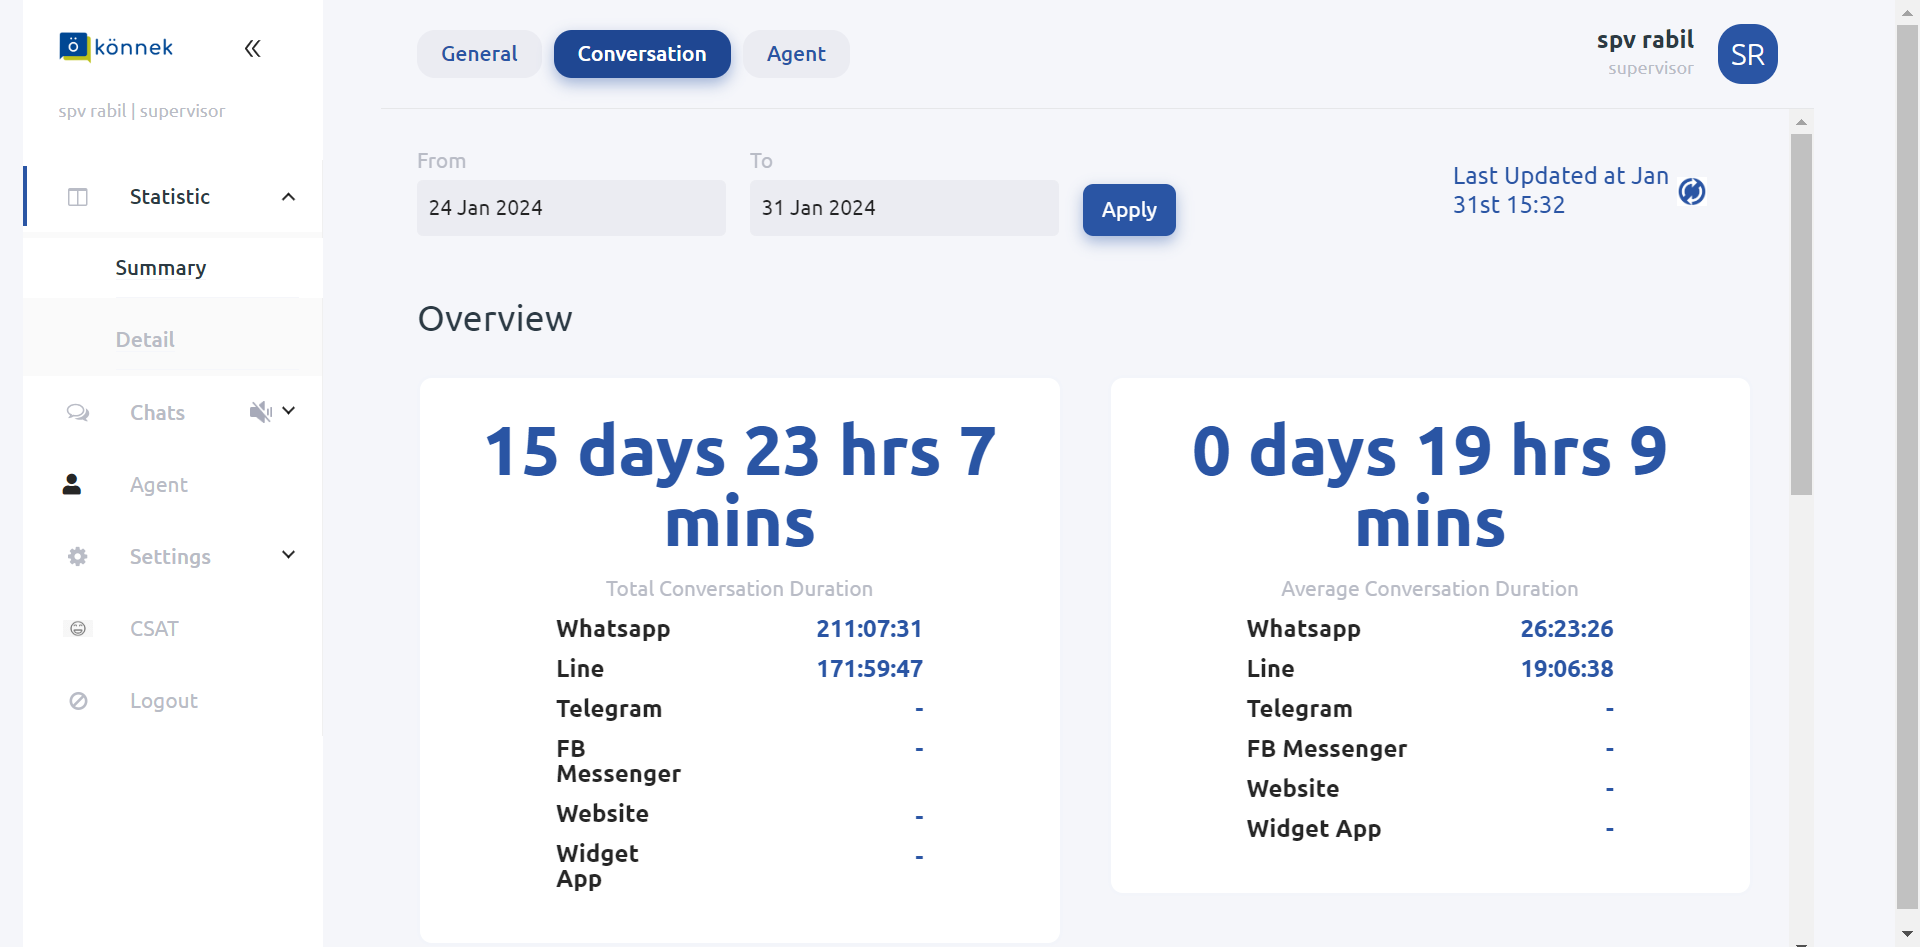 könnek
spv rabil | supervisor
Statistic
Summary
Detail
Chats
Agent
Settings
CSAT
Logout
General
Conversation
Agent
spv rabil
supervisor
SR
From
To
24 Jan 2024
31 Jan 2024
Apply
Last Updated at Jan
31st 15:32
Overview
15 days 23 hrs 7
mins
Total Conversation Duration
Whatsapp 211:07:31
Line 171:59:47
Telegram -
FB
Messenger -
Website -
Widget
App -
0 days 19 hrs 9
mins
Average Conversation Duration
Whatsapp 26:23:26
Line 19:06:38
Telegram -
FB Messenger -
Website -
Widget App -